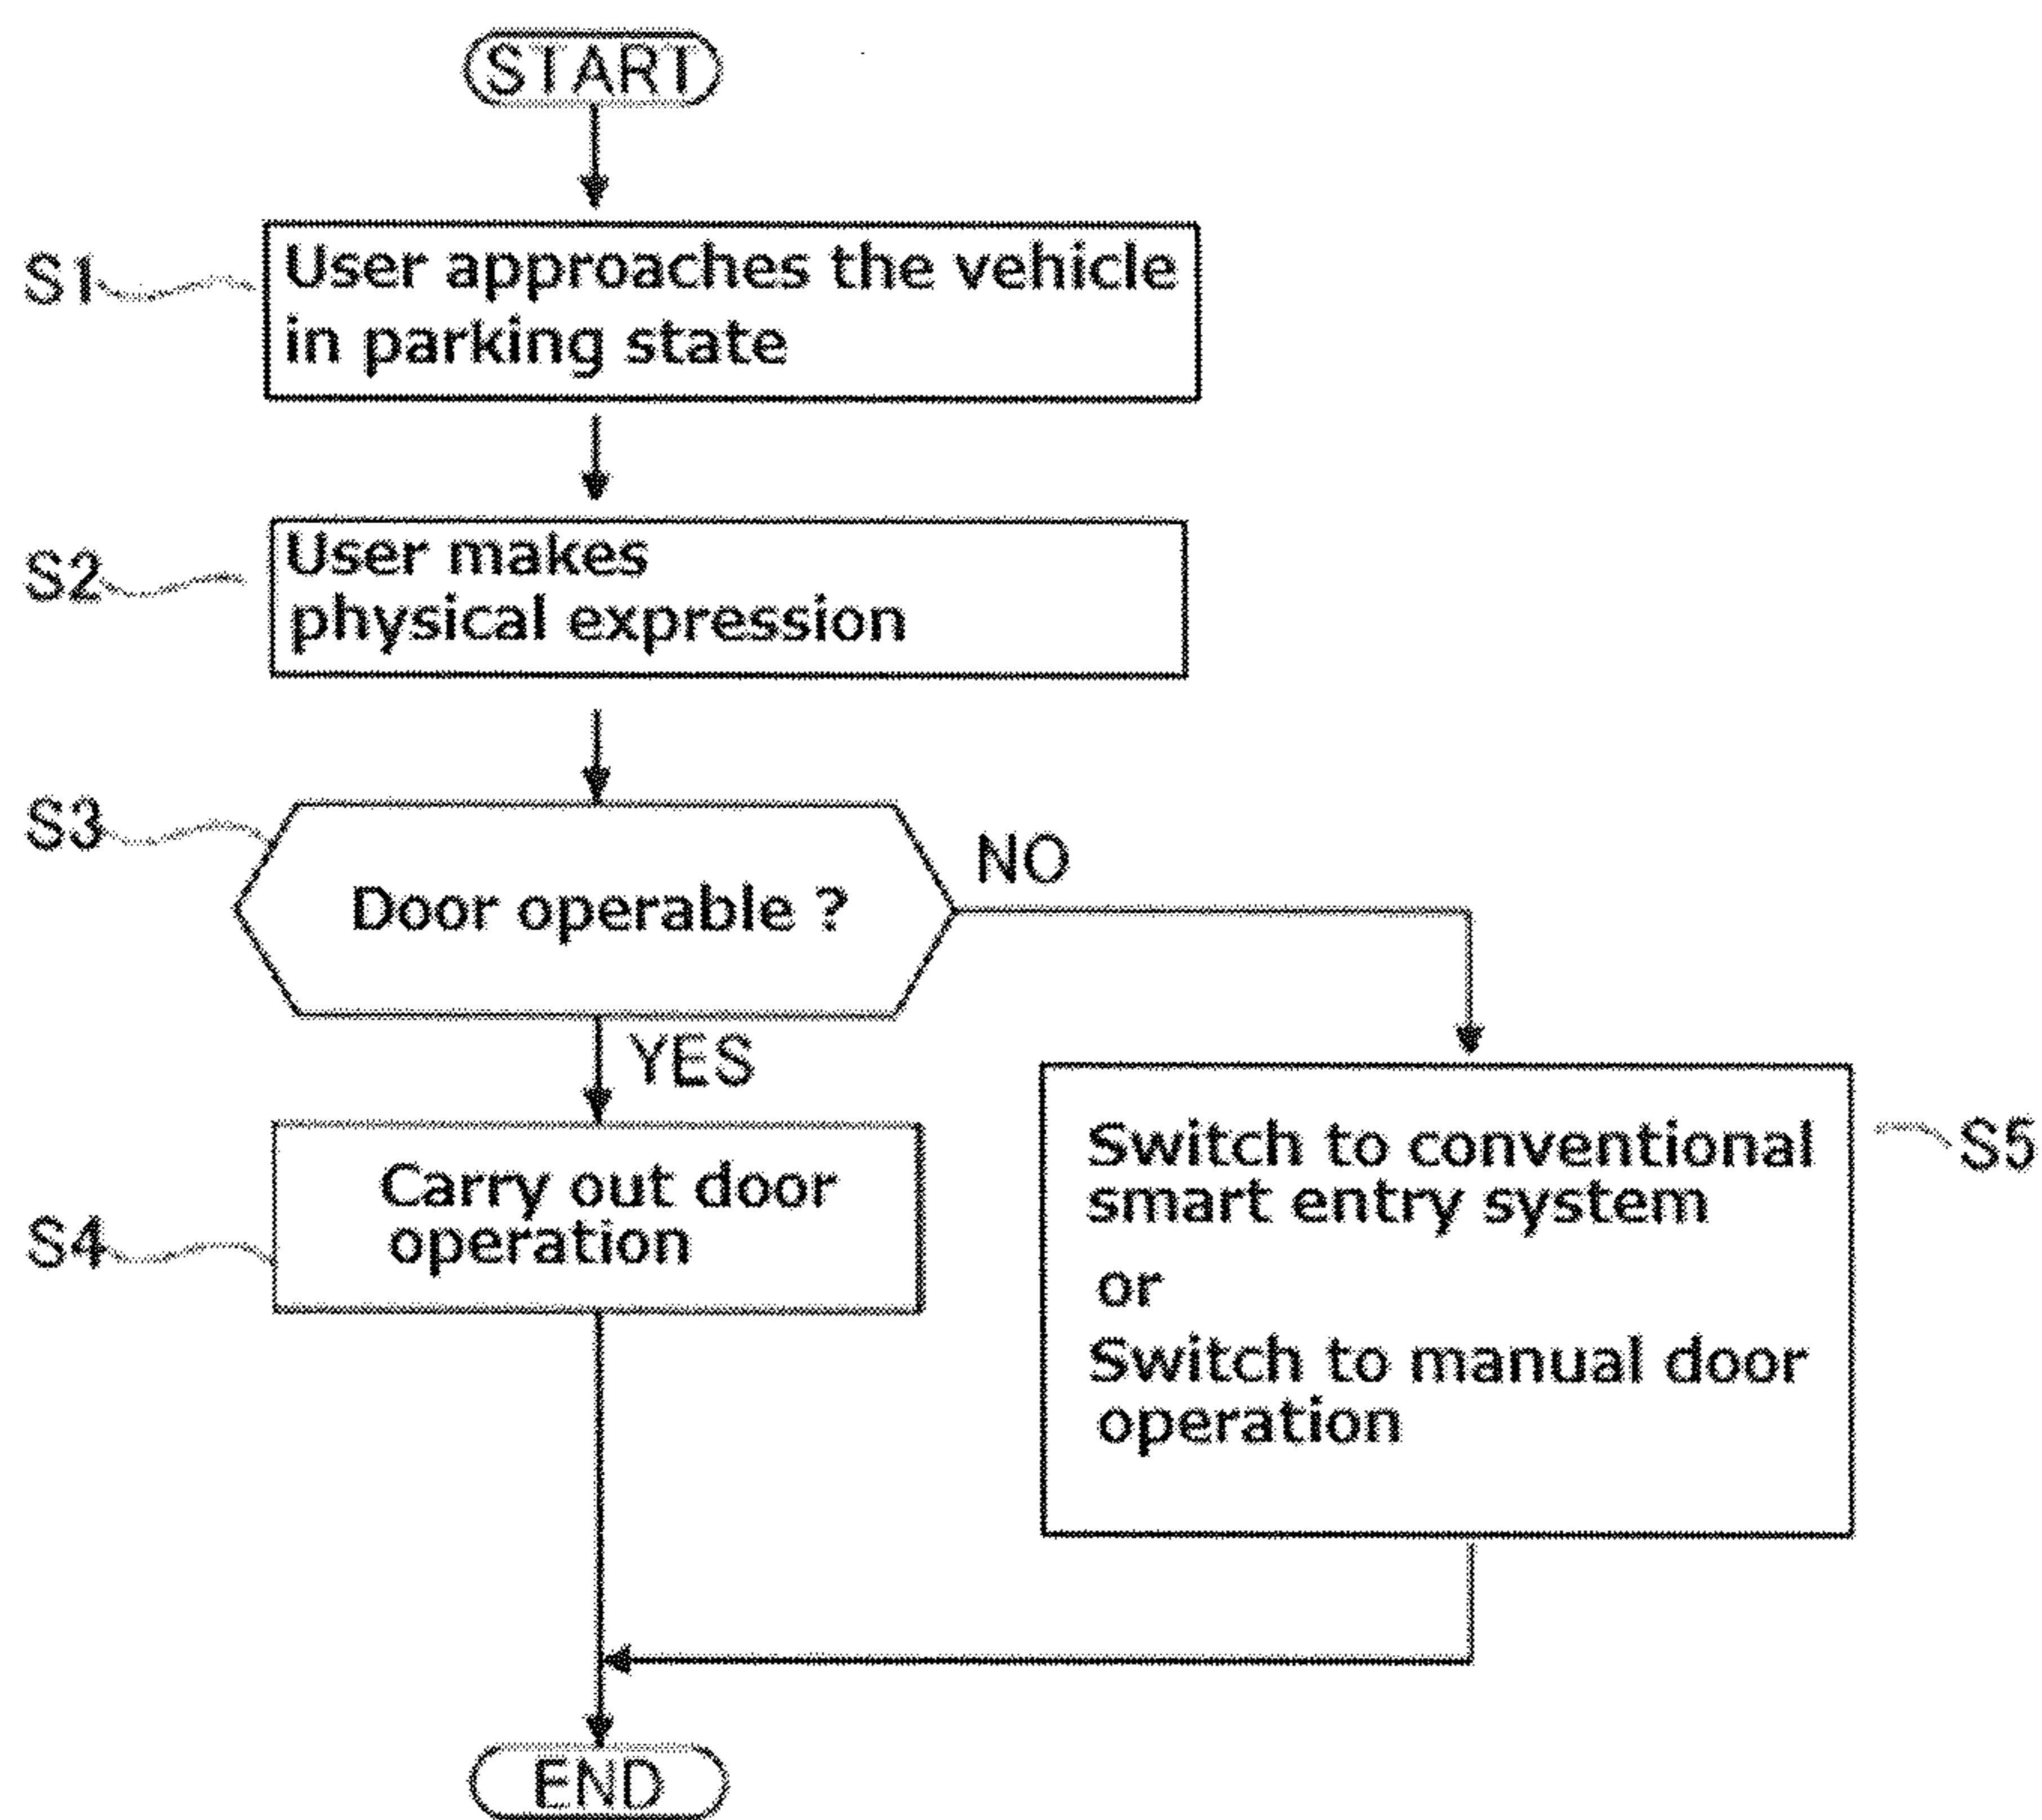 START
S1
User approaches the vehicle
in parking state
S2
User makes
physical expression
S3
Door operable ?
NO
YES
S4
Carry out door
operation
S5
Switch to conventional
smart entry system
or
Switch to manual door
operation
END